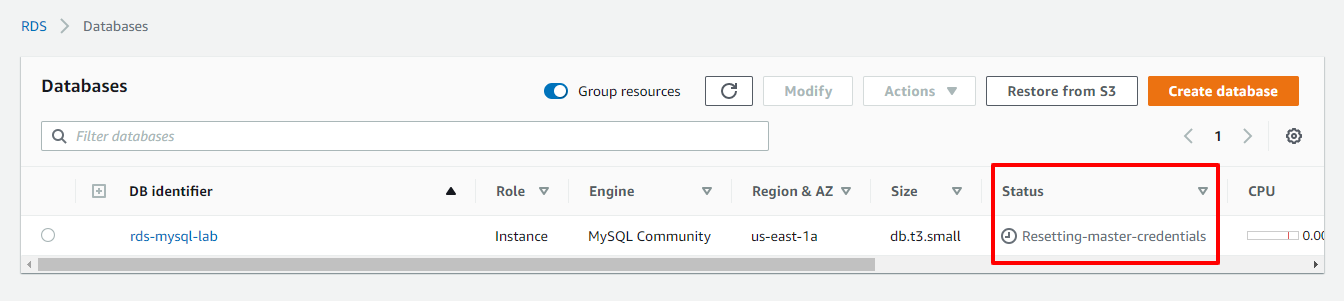 RDS > Databases
Databases Group resources Modify Actions Restore from S3 Create database
Filter databases 1
DB identifier Role Engine Region & AZ Size Status CPU
rds-mysql-lab Instance MySQL Community us-east-1a db.t3.small Resetting-master-credentials 0.00